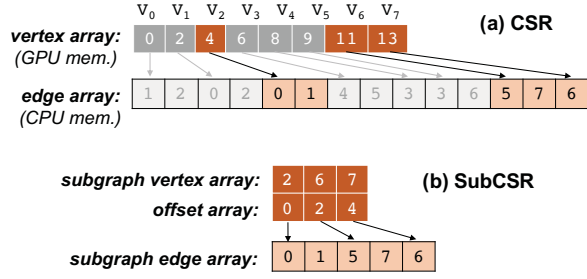 V0 V1 V2 V3 V4 V5 V6 V7
(a) CSR
vertex array: 0 2 4 6 8 9 11 13
(GPU mem.)
edge array: 1 2 0 2 0 1 4 5 3 3 6 5 7 6
(CPU mem.)
(b) SubCSR
subgraph vertex array: 2 6 7
offset array: 0 2 4
subgraph edge array: 0 1 5 7 6